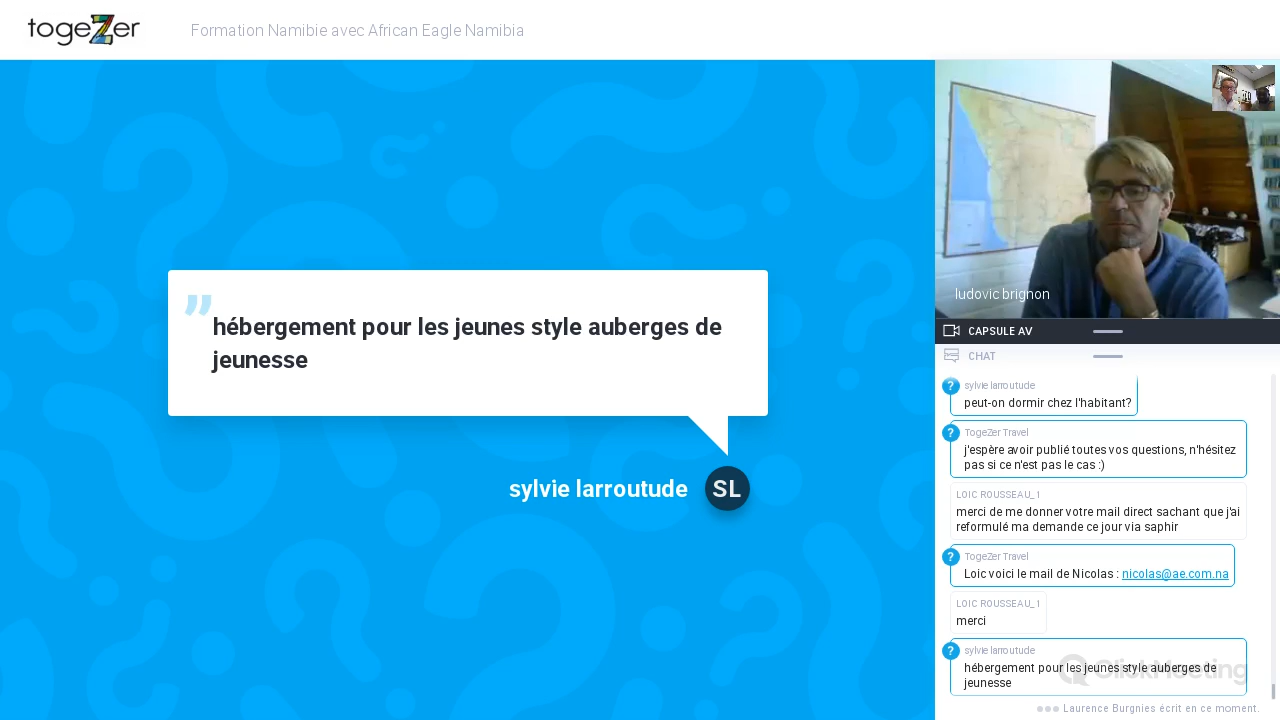 togeZzer
Formation Namibie avec African Eagle Namibia
hébergement pour les jeunes style auberges de
jeunesse
sylvie larroutude
SL
ludovic brignon
CAPSULE AV
CHAT
?
sylvie larroutude
peut-on dormir chez l'habitant?
?
TogeZer Travel
j'espère avoir publié toutes vos questions, n'hésitez
pas si ce n'est pas le cas :)
LOIC ROUSSEAU_1
merci de me donner votre mail direct sachant que j'ai
reformulé ma demande ce jour via saphir
?
TogeZer Travel
Loic voici le mail de Nicolas : nicolas@ae.com.na
LOIC ROUSSEAU_1
merci
?
sylvie larroutude
hébergement pour les jeunes style auberges de
jeunesse
ClickMeeting
Laurence Burgnies écrit en ce moment.